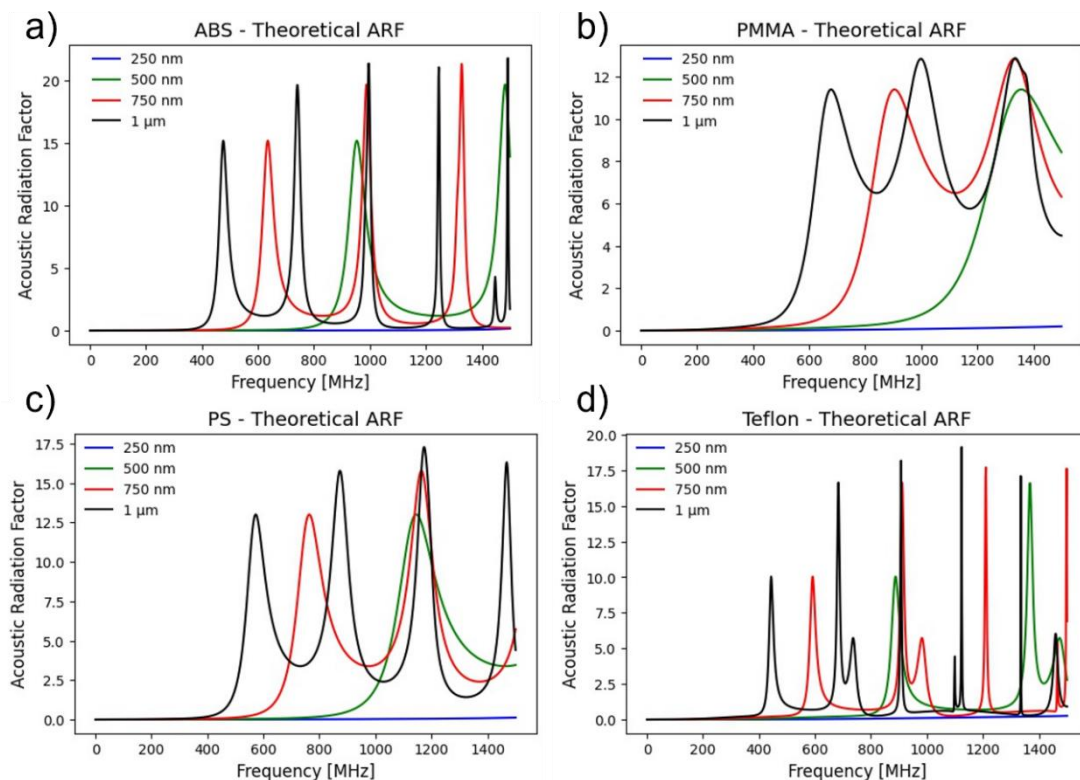 a)
ABS - Theoretical ARF
Acoustic Radiation Factor
20
15
10
5
0
250 nm
500 nm
750 nm
1 μm
0 200 400 600 800 1000 1200 1400
Frequency [MHz]
b)
PMMA - Theoretical ARF
Acoustic Radiation Factor
12
10
8
6
4
2
0
250 nm
500 nm
750 nm
1 μm
0 200 400 600 800 1000 1200 1400
Frequency [MHz]
c)
PS - Theoretical ARF
Acoustic Radiation Factor
17.5
15.0
12.5
10.0
7.5
5.0
2.5
0.0
250 nm
500 nm
750 nm
1 μm
0 200 400 600 800 1000 1200 1400
Frequency [MHz]
d)
Teflon - Theoretical ARF
Acoustic Radiation Factor
20.0
17.5
15.0
12.5
10.0
7.5
5.0
2.5
0.0
250 nm
500 nm
750 nm
1 μm
0 200 400 600 800 1000 1200 1400
Frequency [MHz]